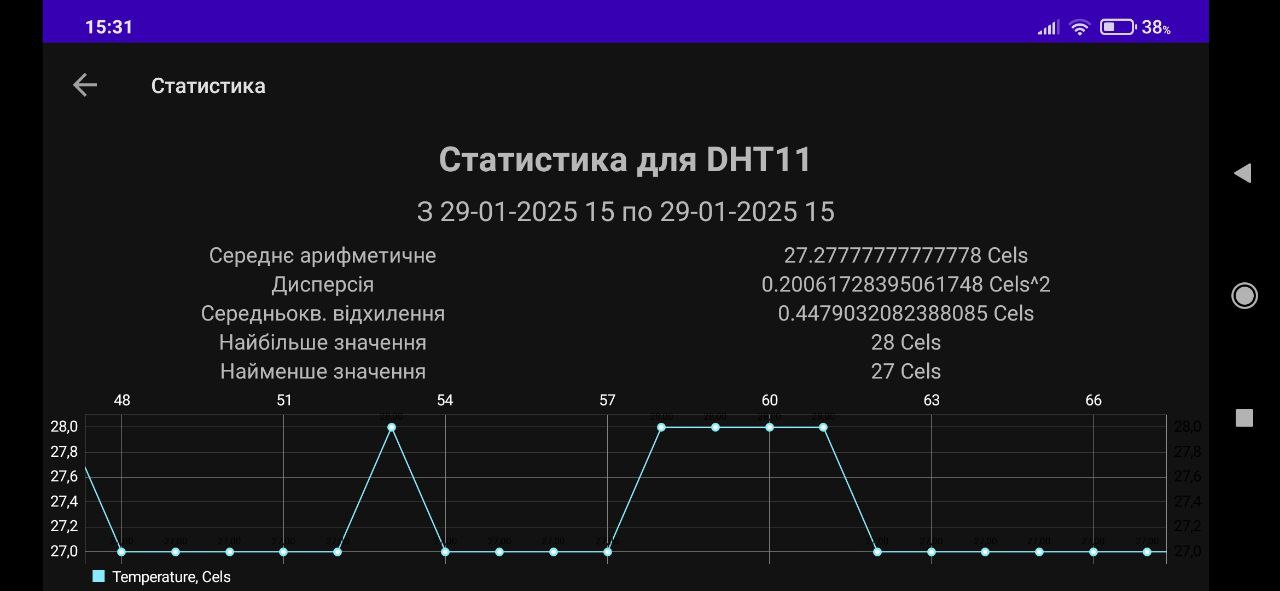 15:31 38%
Статистика
Статистика для DHT11
З 29-01-2025 15 по 29-01-2025 15
Середнє арифметичне 27.27777777777778 Cels
Дисперсія 0.20061728395061748 Cels^2
Середньокв. відхилення 0.4479032082388085 Cels
Найбільше значення 28 Cels
Найменше значення 27 Cels
48 51 54 57 60 63 66
28,0 28,0
27,8 27,8
27,6 27,6
27,4 27,4
27,2 27,2
27,0 27,0
Temperature, Cels